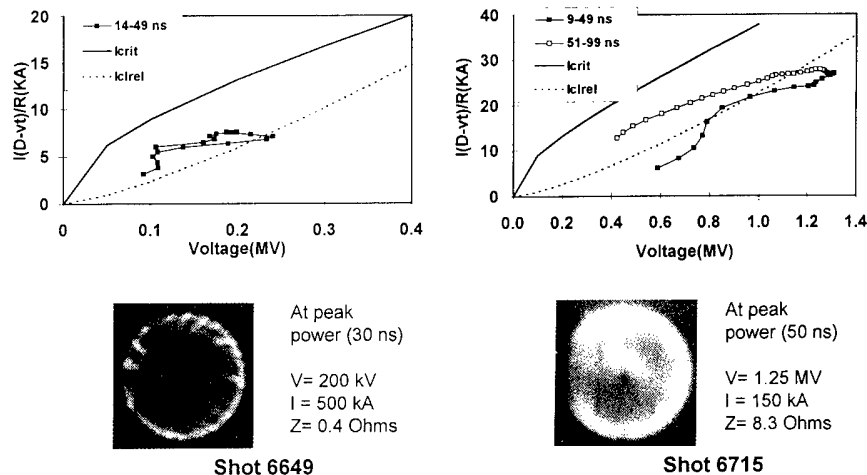 I(D-vt)/R(KA)
20
15
10
5
0
14-49 ns
Icrit
Iclrel
0
0.1
0.2
0.3
0.4
Voltage(MV)
I(D-vt)/R(KA)
40
30
20
10
0
9-49 ns
51-99 ns
Icrit
Iclrel
0.0
0.2
0.4
0.6
0.8
1.0
1.2
1.4
Voltage(MV)
At peak
power (30 ns)
V= 200 kV
I = 500 kA
Z= 0.4 Ohms
Shot 6649
At peak
power (50 ns)
V= 1.25 MV
I = 150 kA
Z= 8.3 Ohms
Shot 6715